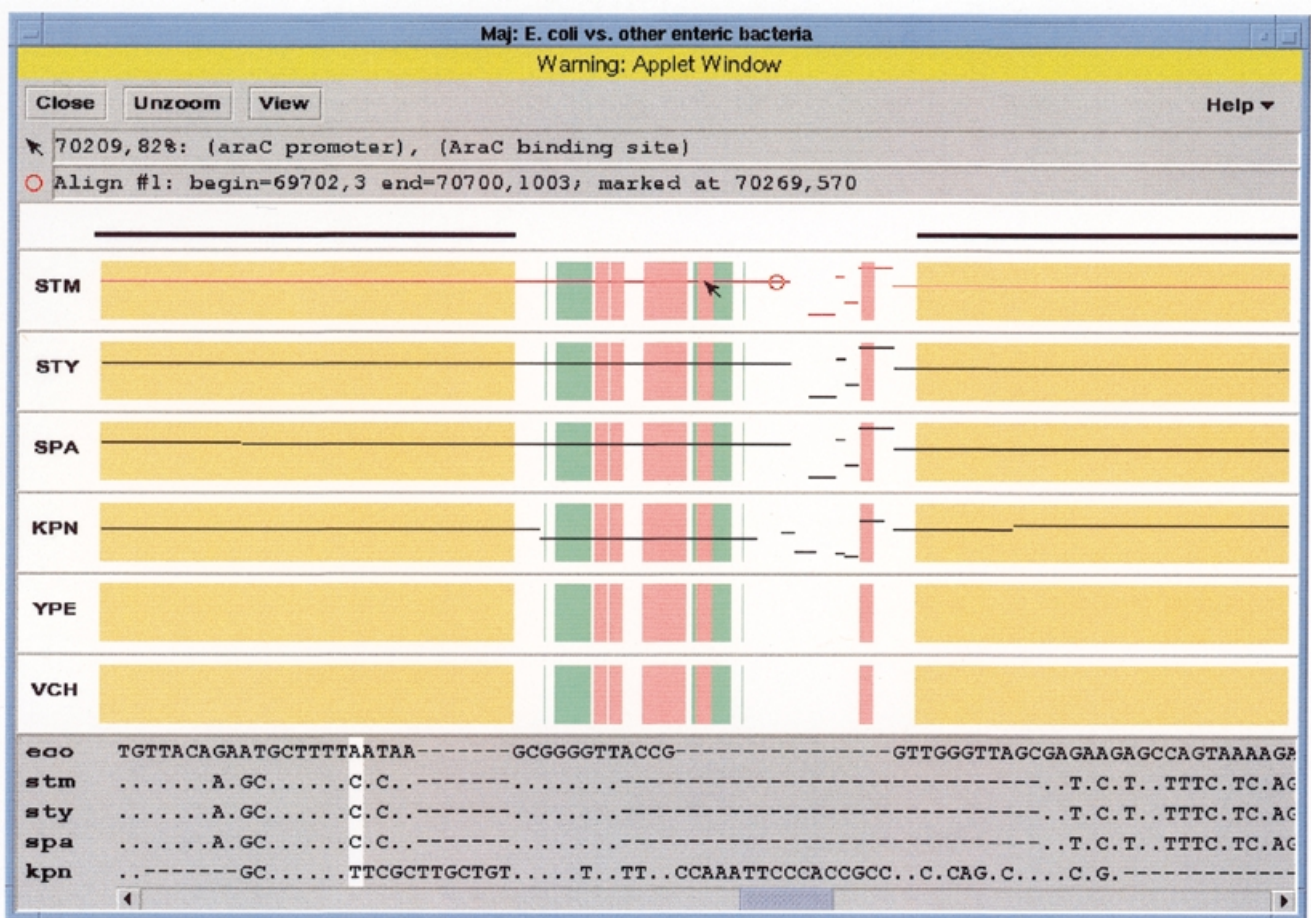 Maj: E. coli vs. other enteric bacteria
Warning: Applet Window
Close Unzoom View Help
70209,82%: (araC promoter), (AraC binding site)
Align #1: begin=69702,3 end=70700,1003; marked at 70269,570
STM
STY
SPA
KPN
YPE
VCH
eco TGTTACAGAATGCTTTTAATAA-------GCGGGGTTACCG----------------GTTGGGTTAGCGAGAAGAGCCAGTAAAAGA
stm .......A.GC......C.C..-------........-------------------------------..T.C.T..TTTC.TC.AG
sty .......A.GC......C.C..-------........-------------------------------..T.C.T..TTTC.TC.AG
spa .......A.GC......C.C..-------........-------------------------------..T.C.T..TTTC.TC.AG
kpn ..-------GC......TTCGCTTGCTGT.....T..TT..CCAAATTCCCACCGCC..C.CAG.C....C.G.-------------